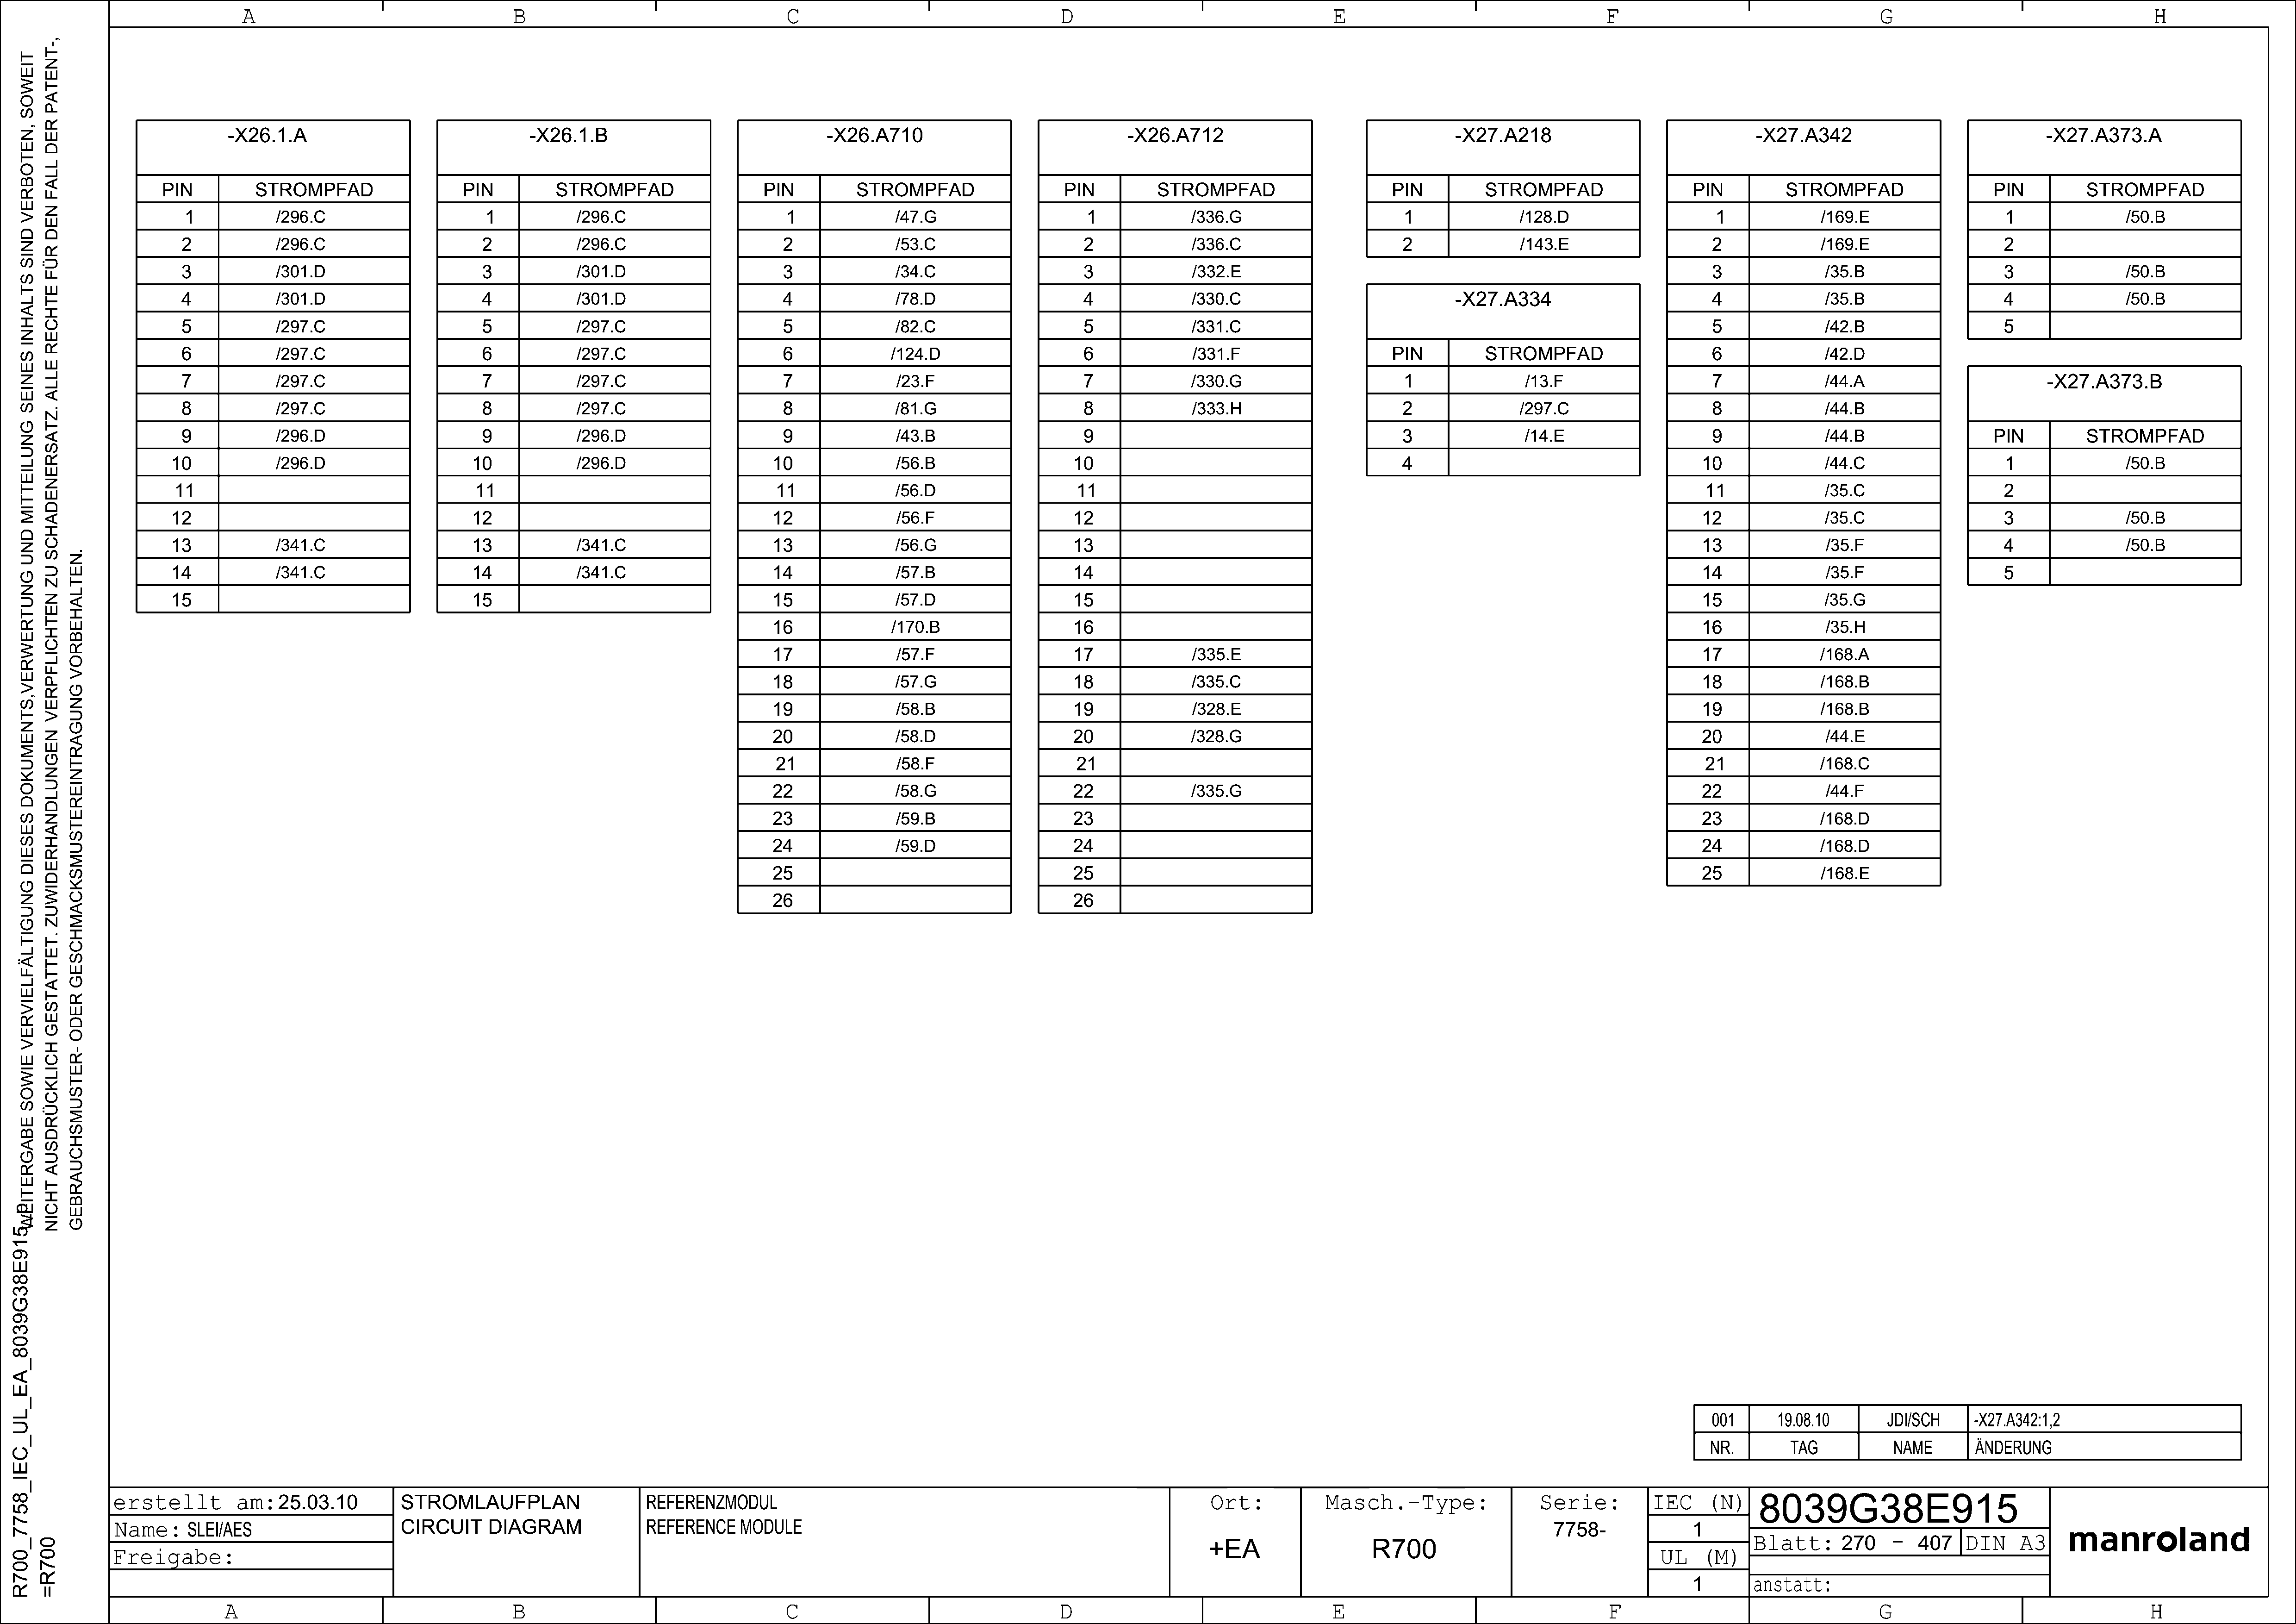 A B C D E F G H
WEITERGABE SOWIE VERVIELFÄLTIGUNG DIESES DOKUMENTS,VERWERTUNG UND MITTEILUNG SEINES INHALTS SIND VERBOTEN, SOWEIT
NICHT AUSDRÜCKLICH GESTATTET. ZUWIDERHANDLUNGEN VERPFLICHTEN ZU SCHADENERSATZ. ALLE RECHTE FÜR DEN FALL DER PATENT-,
GEBRAUCHSMUSTER- ODER GESCHMACKSMUSTEREINTRAGUNG VORBEHALTEN.
R700_7758_IEC_UL_EA_8039G38E915_0
=R700
-X26.1.A
PIN STROMPFAD
1 /296.C
2 /296.C
3 /301.D
4 /301.D
5 /297.C
6 /297.C
7 /297.C
8 /297.C
9 /296.D
10 /296.D
11
12
13 /341.C
14 /341.C
15
-X26.1.B
PIN STROMPFAD
1 /296.C
2 /296.C
3 /301.D
4 /301.D
5 /297.C
6 /297.C
7 /297.C
8 /297.C
9 /296.D
10 /296.D
11
12
13 /341.C
14 /341.C
15
-X26.A710
PIN STROMPFAD
1 /47.G
2 /53.C
3 /34.C
4 /78.D
5 /82.C
6 /124.D
7 /23.F
8 /81.G
9 /43.B
10 /56.B
11 /56.D
12 /56.F
13 /56.G
14 /57.B
15 /57.D
16 /170.B
17 /57.F
18 /57.G
19 /58.B
20 /58.D
21 /58.F
22 /58.G
23 /59.B
24 /59.D
25
26
-X26.A712
PIN STROMPFAD
1 /336.G
2 /336.C
3 /332.E
4 /330.C
5 /331.C
6 /331.F
7 /330.G
8 /333.H
9
10
11
12
13
14
15
16
17 /335.E
18 /335.C
19 /328.E
20 /328.G
21
22 /335.G
23
24
25
26
-X27.A218
PIN STROMPFAD
1 /128.D
2 /143.E
-X27.A334
PIN STROMPFAD
1 /13.F
2 /297.C
3 /14.E
4
-X27.A342
PIN STROMPFAD
1 /169.E
2 /169.E
3 /35.B
4 /35.B
5 /42.B
6 /42.D
7 /44.A
8 /44.B
9 /44.B
10 /44.C
11 /35.C
12 /35.C
13 /35.F
14 /35.F
15 /35.G
16 /35.H
17 /168.A
18 /168.B
19 /168.B
20 /44.E
21 /168.C
22 /44.F
23 /168.D
24 /168.D
25 /168.E
-X27.A373.A
PIN STROMPFAD
1 /50.B
2
3 /50.B
4 /50.B
5
-X27.A373.B
PIN STROMPFAD
1 /50.B
2
3 /50.B
4 /50.B
5
001 19.08.10 JDI/SCH -X27.A342:1,2
NR. TAG NAME ÄNDERUNG
erstellt am: 25.03.10
Name: SLEI/AES
Freigabe:
STROMLAUFPLAN
CIRCUIT DIAGRAM
REFERENZMODUL
REFERENCE MODULE
Ort:
+EA
Masch.-Type:
R700
Serie:
7758-
IEC (N)
1
UL (M)
1
8039G38E915
Blatt: 270 - 407 DIN A3
anstatt:
manroland
A B C D E F G H